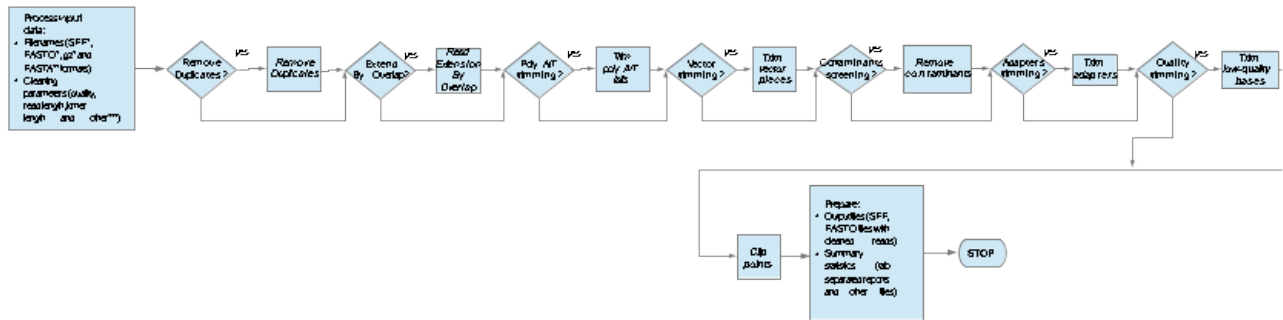 Process input
data:
• Filenames (SFF*,
FASTQ*, gz* and
FASTA** formats)
• Cleaning
parameters (quality,
read length, kmer
length and other***)
Remove
Duplicates?
yes
Remove
Duplicates
Extend
By Overlap?
yes
Read
Extension
By
Overlap
Poly A/T
trimming?
yes
Trim
poly A/T
tails
Vector
trimming?
yes
Trim
vector
pieces
Contaminants
screening?
yes
Remove
contaminants
Adapters
trimming?
yes
Trim
adapters
Quality
trimming?
yes
Trim
low-quality
bases
Clip
points
Prepare:
• Output files (SFF,
FASTQ files with
cleaned reads)
• Summary
statistics (tab
separated reports
and other files)
STOP